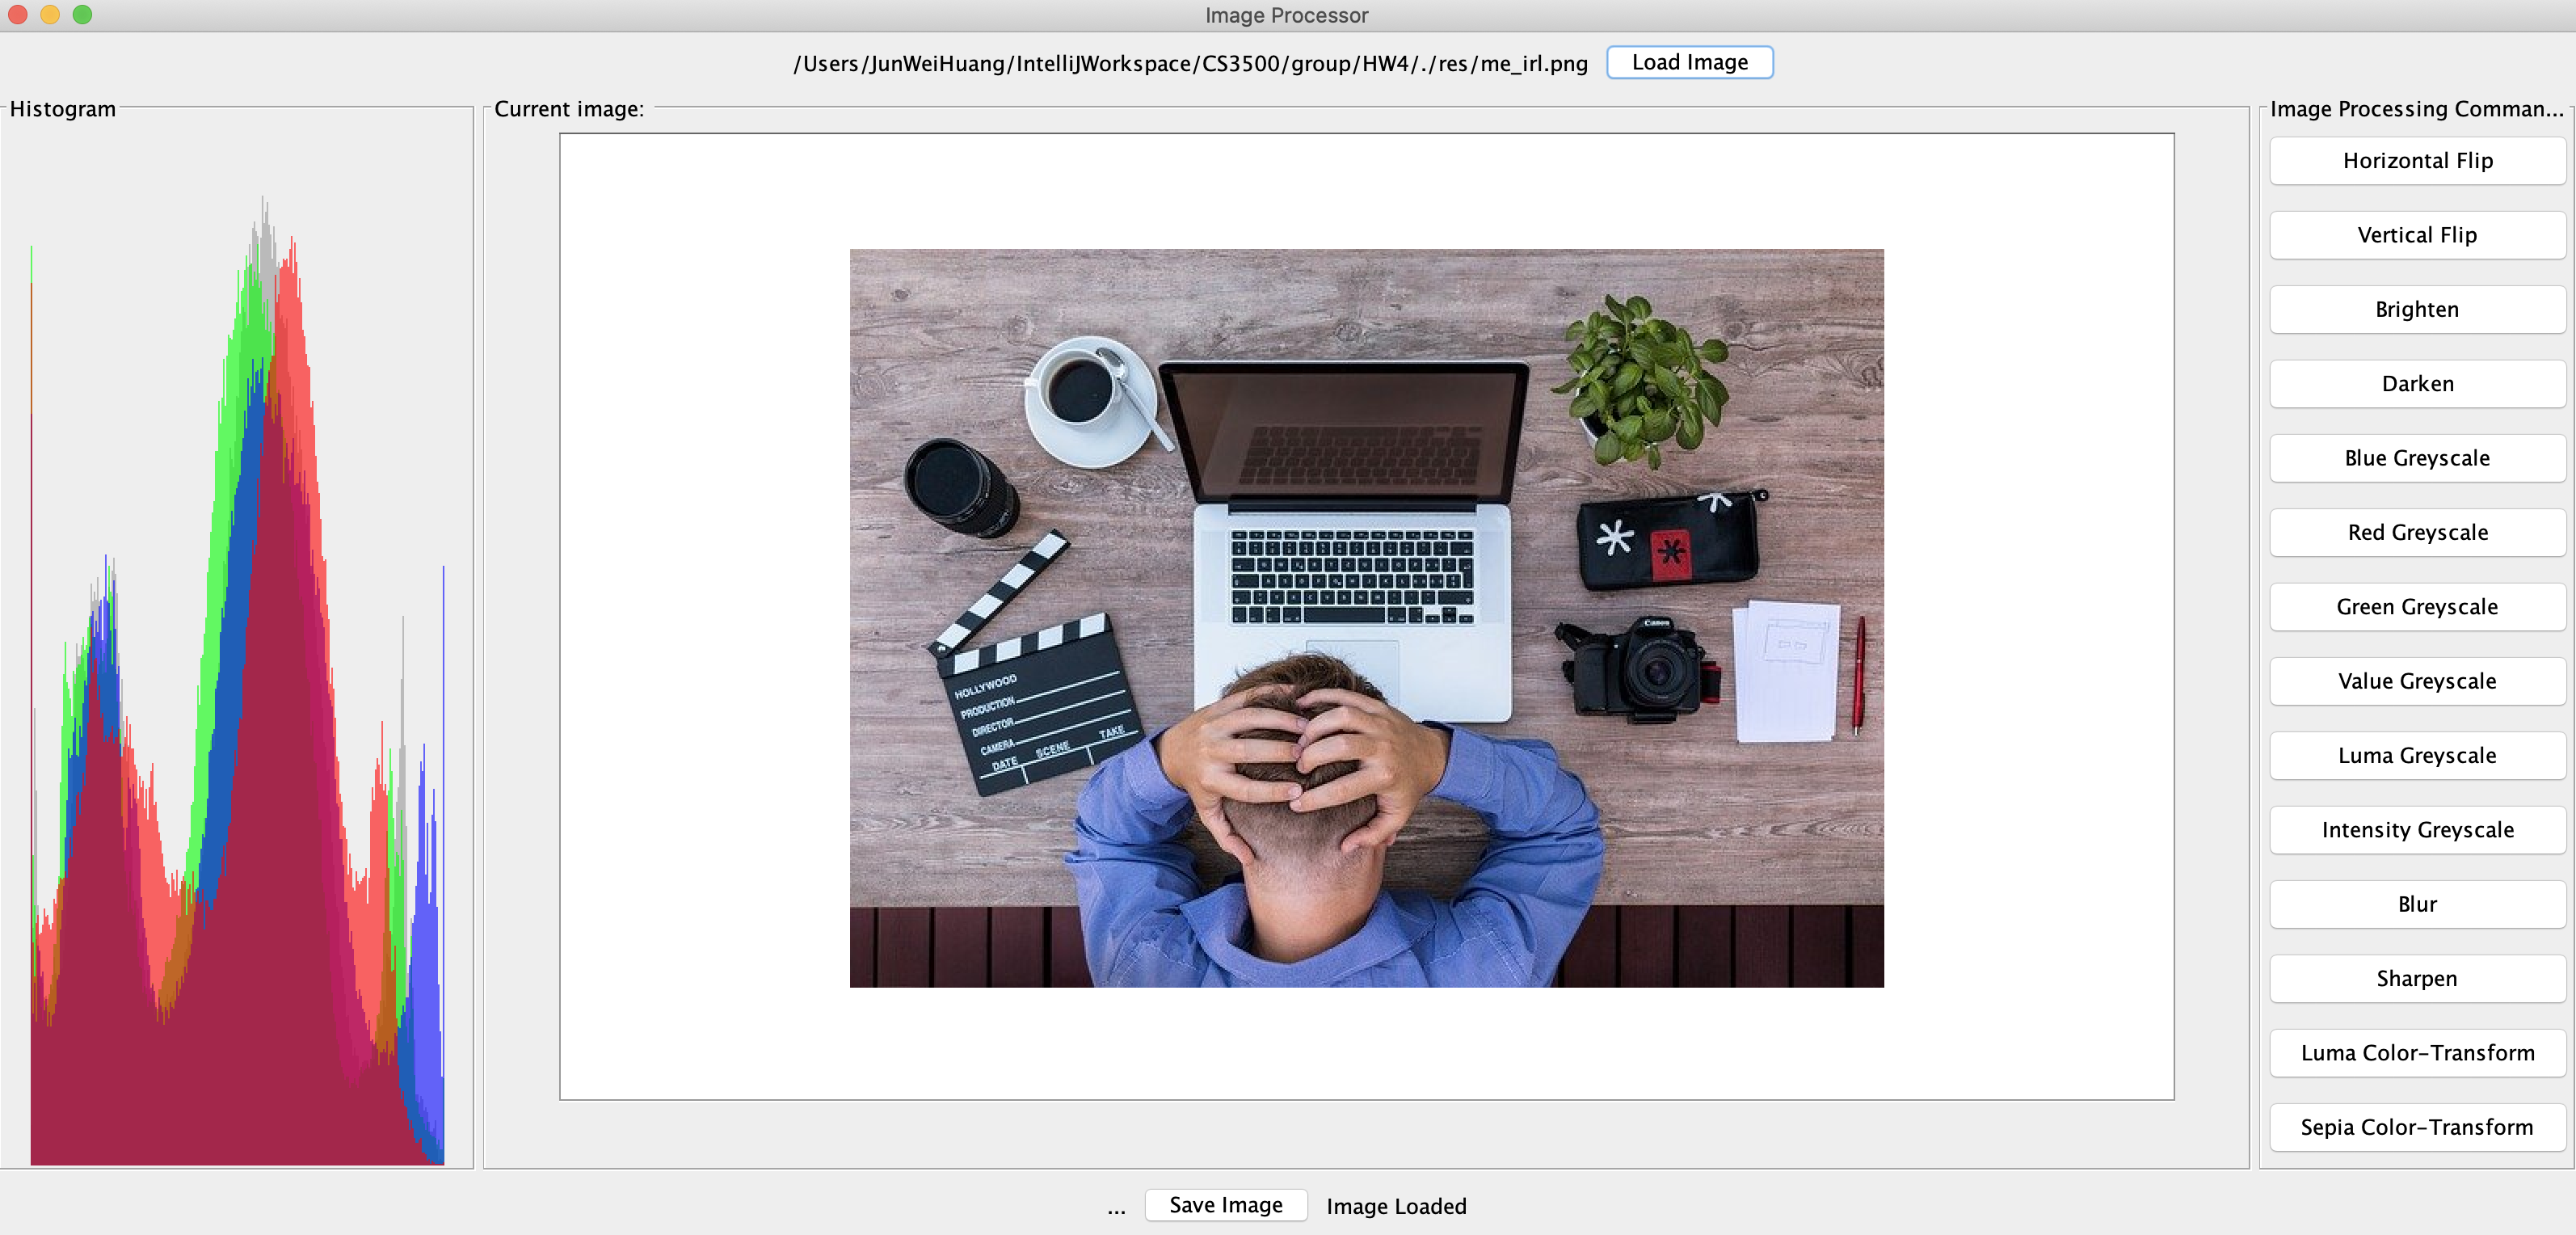 Image Processor
/Users/JunWeiHuang/IntelliJWorkspace/CS3500/group/HW4/./res/me_irl.png Load Image
Histogram
Current image:
Image Processing Comman...
Horizontal Flip
Vertical Flip
Brighten
Darken
Blue Greyscale
Red Greyscale
Green Greyscale
Value Greyscale
Luma Greyscale
Intensity Greyscale
Blur
Sharpen
Luma Color-Transform
Sepia Color-Transform
Canon
HOLLYWOOD
PRODUCTION
DIRECTOR
CAMERA
DATE SCENE TAKE
... Save Image Image Loaded